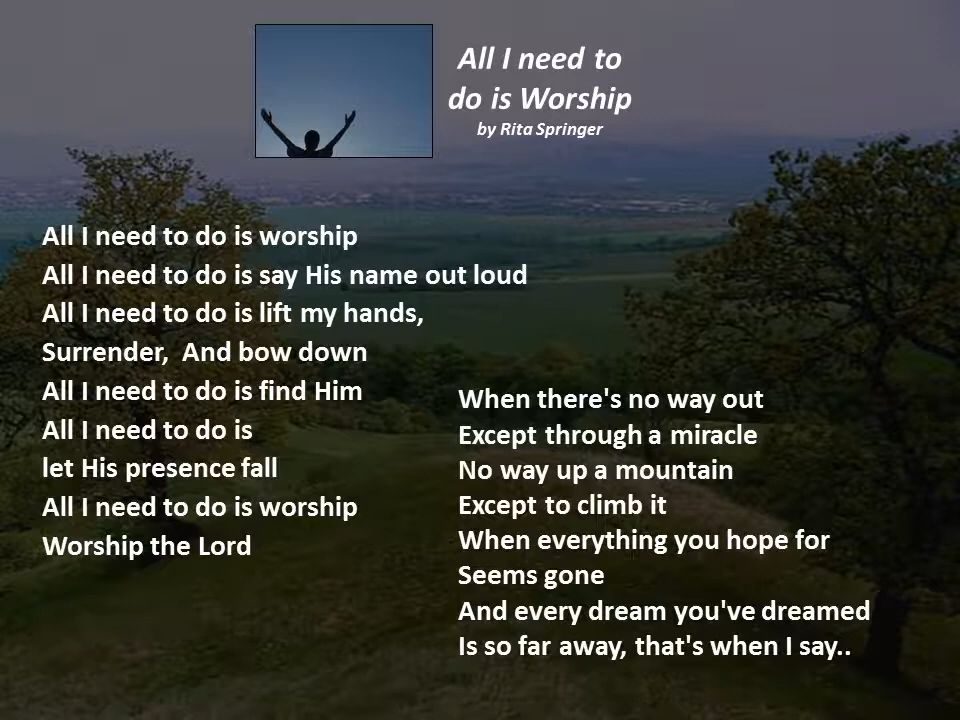 All I need to
do is Worship
by Rita Springer
All I need to do is worship
All I need to do is say His name out loud
All I need to do is lift my hands,
Surrender,  And bow down
All I need to do is find Him
All I need to do is
let His presence fall
All I need to do is worship
Worship the Lord
When there's no way out
Except through a miracle
No way up a mountain
Except to climb it
When everything you hope for
Seems gone
And every dream you've dreamed
Is so far away, that's when I say..